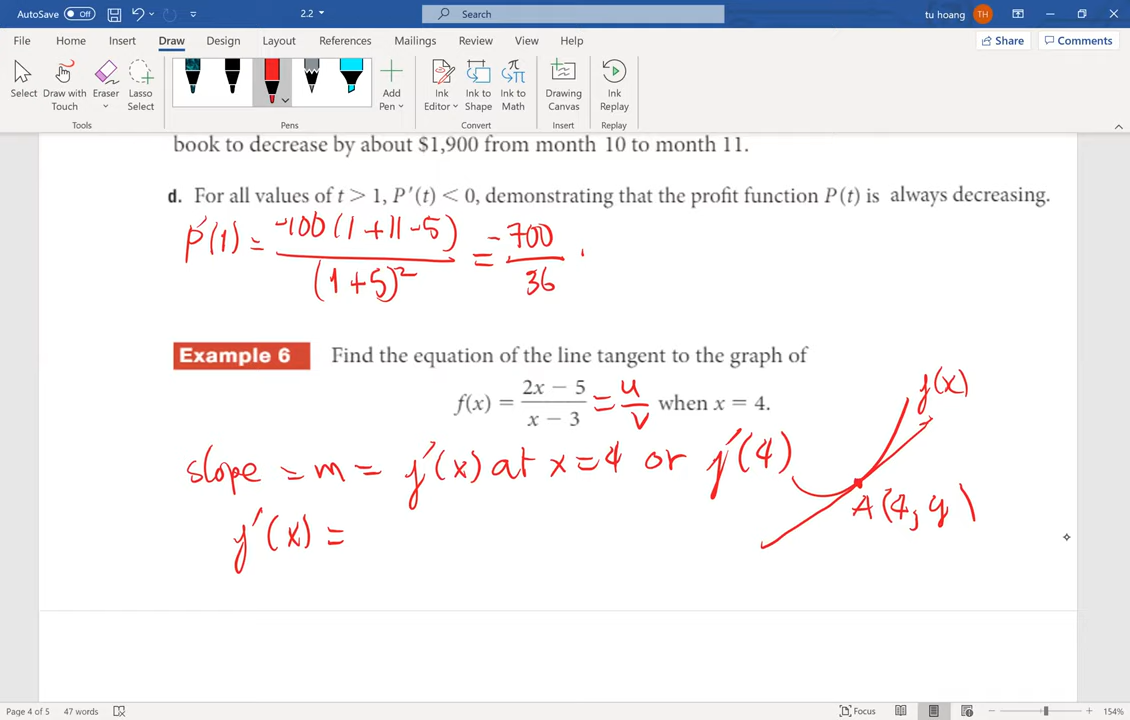 AutoSave Off
2.2
Search
tu hoang TH
File Home Insert Draw Design Layout References Mailings Review View Help
Share Comments
Select Draw with Touch Eraser Lasso Select Add Pen Ink Editor Ink to Shape Ink to Math Drawing Canvas Ink Replay
Tools Pens Convert Insert Replay
book to decrease by about $1,900 from month 10 to month 11.
d. For all values of t > 1, P′(t) < 0, demonstrating that the profit function P(t) is always decreasing.
P′(1) = -100(1+11-5) / (1+5)² = -700 / 36 .
Example 6 Find the equation of the line tangent to the graph of
f(x) = 2x − 5 / x − 3 = u / v when x = 4.
f(x)
slope = m = f′(x) at x = 4 or f′(4)
A(4, y)
f′(x) =
Page 4 of 5 47 words Focus 154%